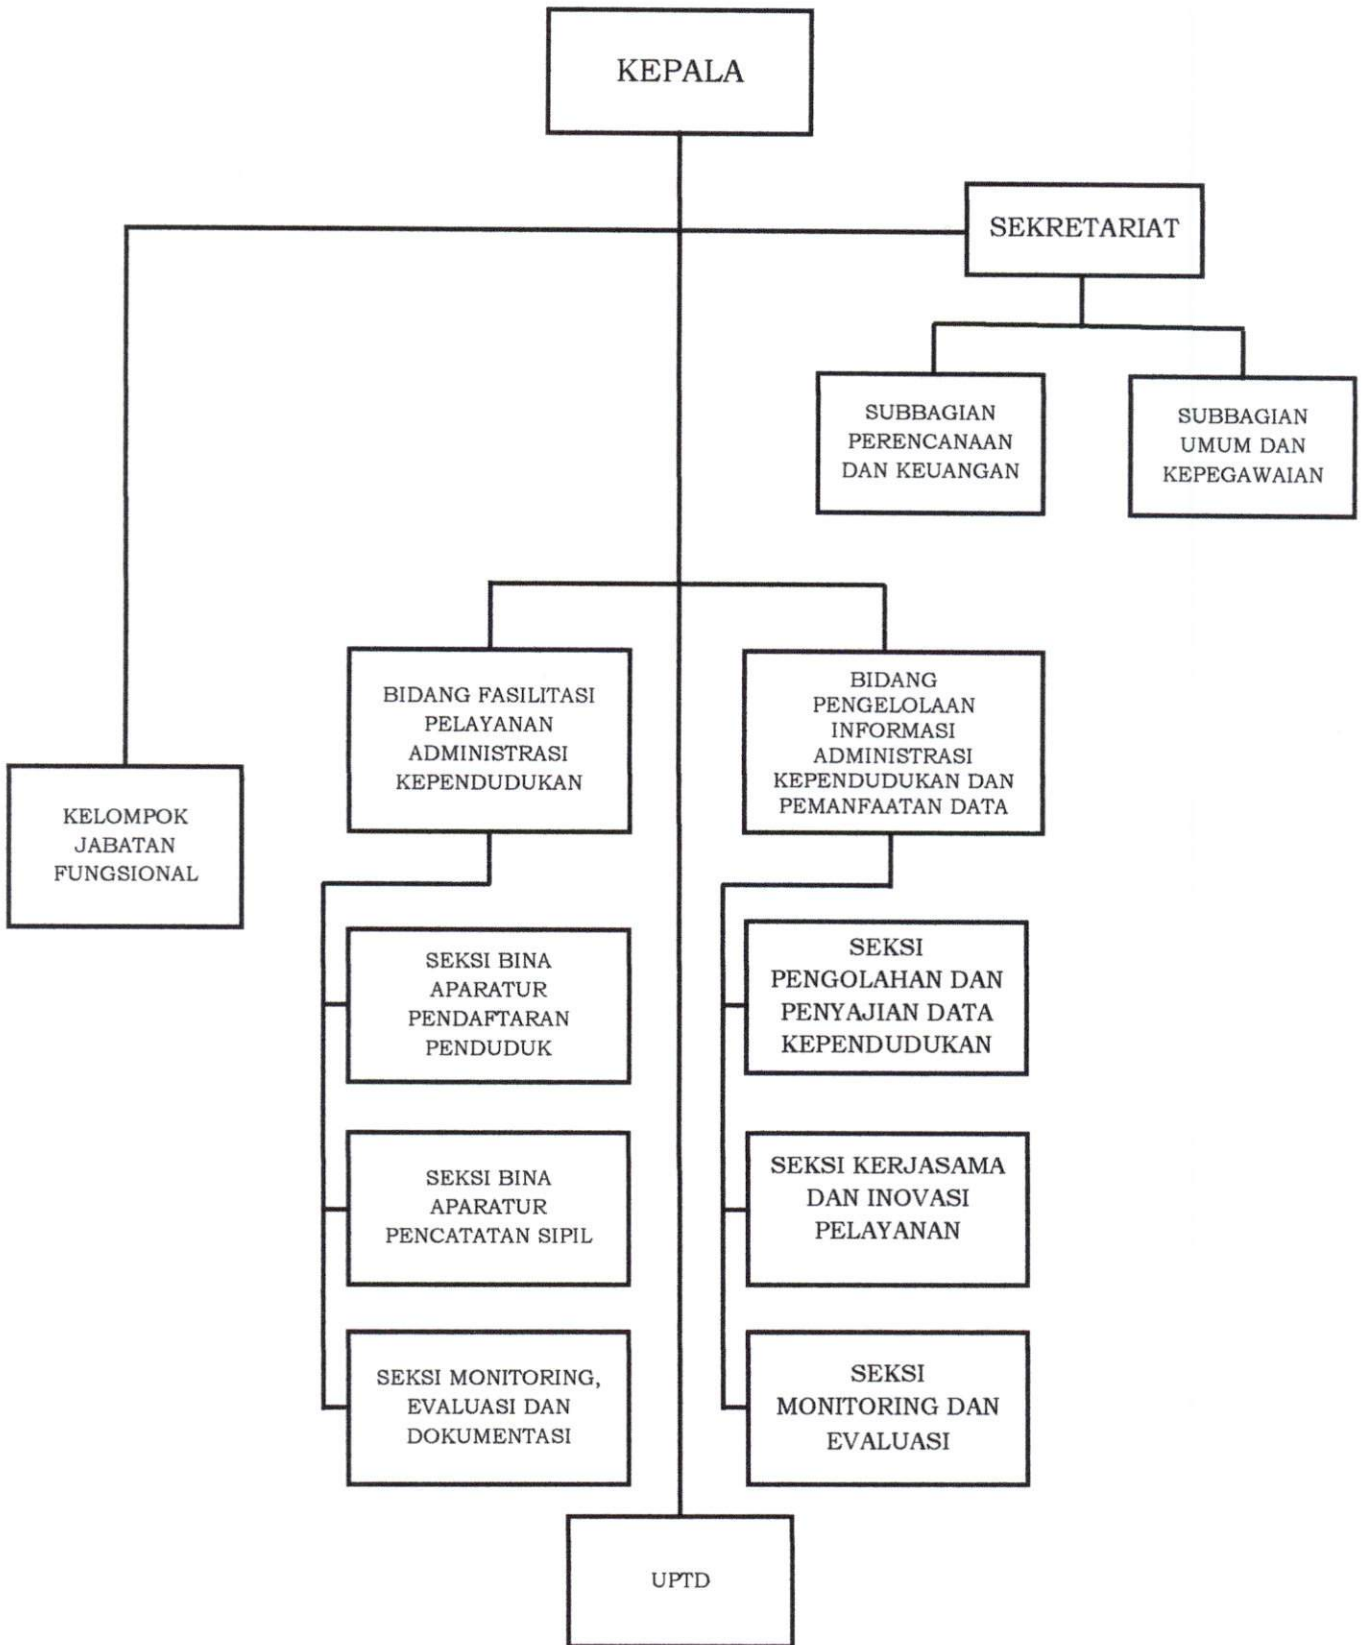 KEPALA
SEKRETARIAT
SUBBAGIAN
PERENCANAAN
DAN KEUANGAN
SUBBAGIAN
UMUM DAN
KEPEGAWAIAN
BIDANG FASILITASI
PELAYANAN
ADMINISTRASI
KEPENDUDUKAN
BIDANG
PENGELOLAAN
INFORMASI
ADMINISTRASI
KEPENDUDUKAN DAN
PEMANFAATAN DATA
KELOMPOK
JABATAN
FUNGSIONAL
SEKSI BINA
APARATUR
PENDAFTARAN
PENDUDUK
SEKSI
PENGOLAHAN DAN
PENYAJIAN DATA
KEPENDUDUKAN
SEKSI BINA
APARATUR
PENCATATAN SIPIL
SEKSI KERJASAMA
DAN INOVASI
PELAYANAN
SEKSI MONITORING,
EVALUASI DAN
DOKUMENTASI
SEKSI
MONITORING DAN
EVALUASI
UPTD